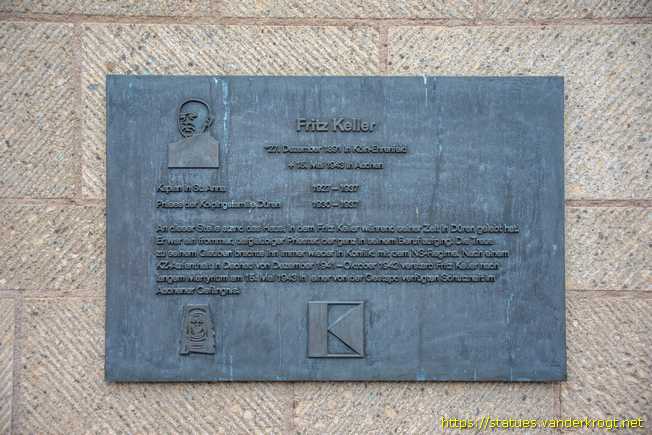 Fritz Keller
*27. Dezember 1891 in Köln-Ehrenfeld
+ 15. Mai 1943 in Aachen
Kaplan in St. Anna 1927 – 1937
Präses der Kolpingsfamilie Düren 1930 – 1937
An dieser Stelle stand das Haus, in dem Fritz Keller während seiner Zeit in Düren gelebt hat.
Er war ein frommer, sorgfältiger Priester, der ganz in seinem Beruf aufging. Die Treue
zu seinem Glauben brachte ihn immer wieder in Konflikt mit dem NS-Regime. Nach einem
KZ-Aufenthalt in Dachau von Dezember 1941 – Oktober 1942 verstarb Fritz Keller nach
langem Martyrium am 15. Mai 1943 in einer von der Gestapo verfügten Schutzhaft im
Aachener Gefängnis.
K
https://statues.vanderkrogt.net